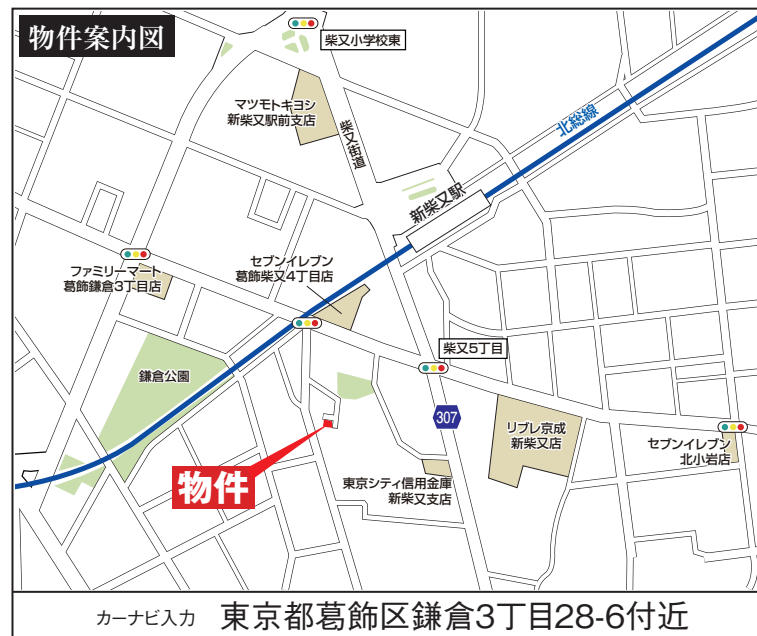 物件案内図
柴又小学校東
マツモトキヨシ
新柴又駅前支店
柴又街道
北総線
新柴又駅
セブンイレブン
葛飾柴又4丁目店
ファミリーマート
葛飾鎌倉3丁目店
柴又5丁目
鎌倉公園
307
リブレ京成
新柴又店
セブンイレブン
北小岩店
東京シティ信用金庫
新柴又支店
物件
カーナビ入力 東京都葛飾区鎌倉3丁目28-6付近